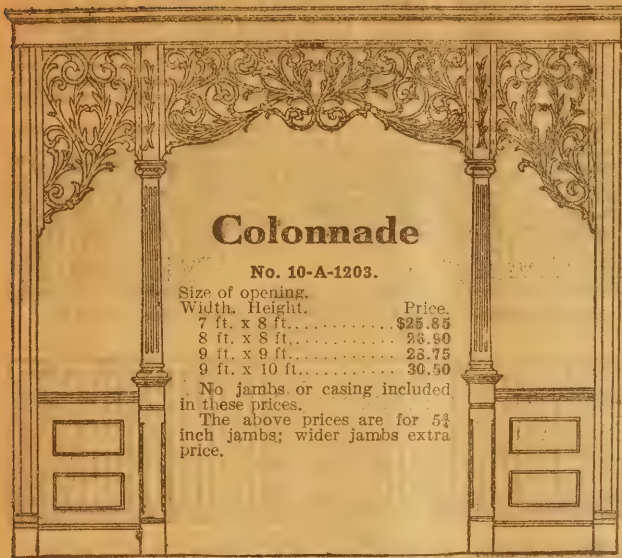 Colonnade
No. 10-A-1203.
Size of opening.
Width. Height. Price.
7 ft. x 8 ft............$25.85
8 ft. x 8 ft............
9 ft. x 9 ft............ 28.75
9 ft. x 10 ft............ 30.50
No jambs or casing included
in these prices.
The above prices are for 5¾
inch jambs; wider jambs extra
price.